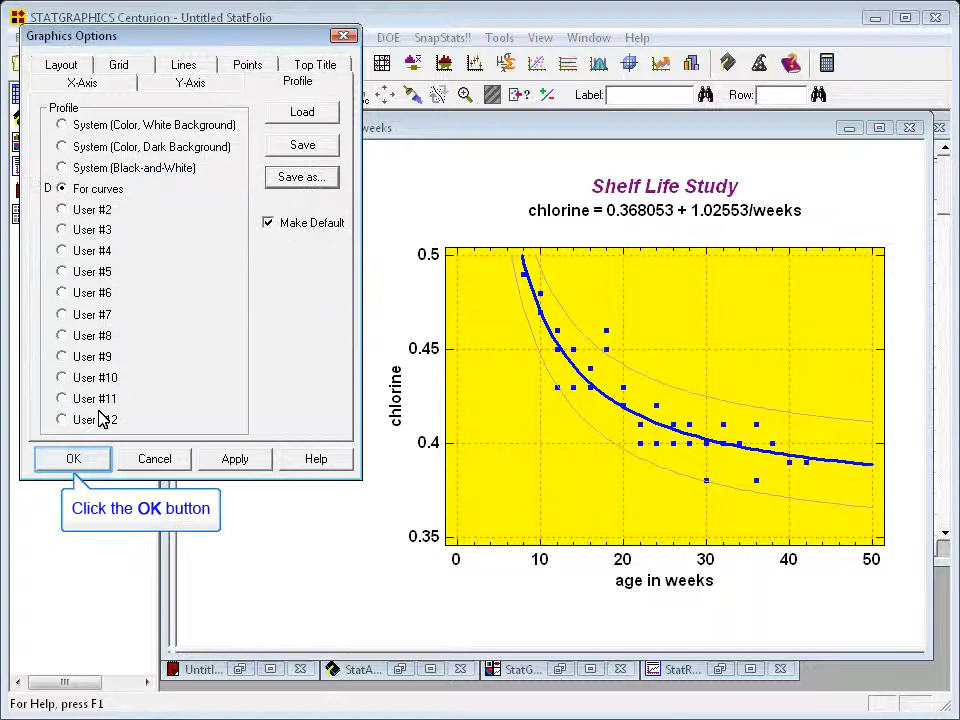 STATGRAPHICS Centurion - Untitled StatFolio
Graphics Options
DOE SnapStats!! Tools View Window Help
Layout Grid Lines Points Top Title
X-Axis Y-Axis Profile
Label: Row:
Profile
System (Color, White Background)
System (Color, Dark Background)
System (Black-and-White)
D For curves
User #2
User #3
User #4
User #5
User #6
User #7
User #8
User #9
User #10
User #11
Load
Save
Save as...
Make Default
OK Cancel Apply Help
Click the OK button
weeks
Shelf Life Study
chlorine = 0.368053 + 1.02553/weeks
chlorine
0.5
0.45
0.4
0.35
0 10 20 30 40 50
age in weeks
Untitl... StatA... StatG... StatR...
For Help, press F1